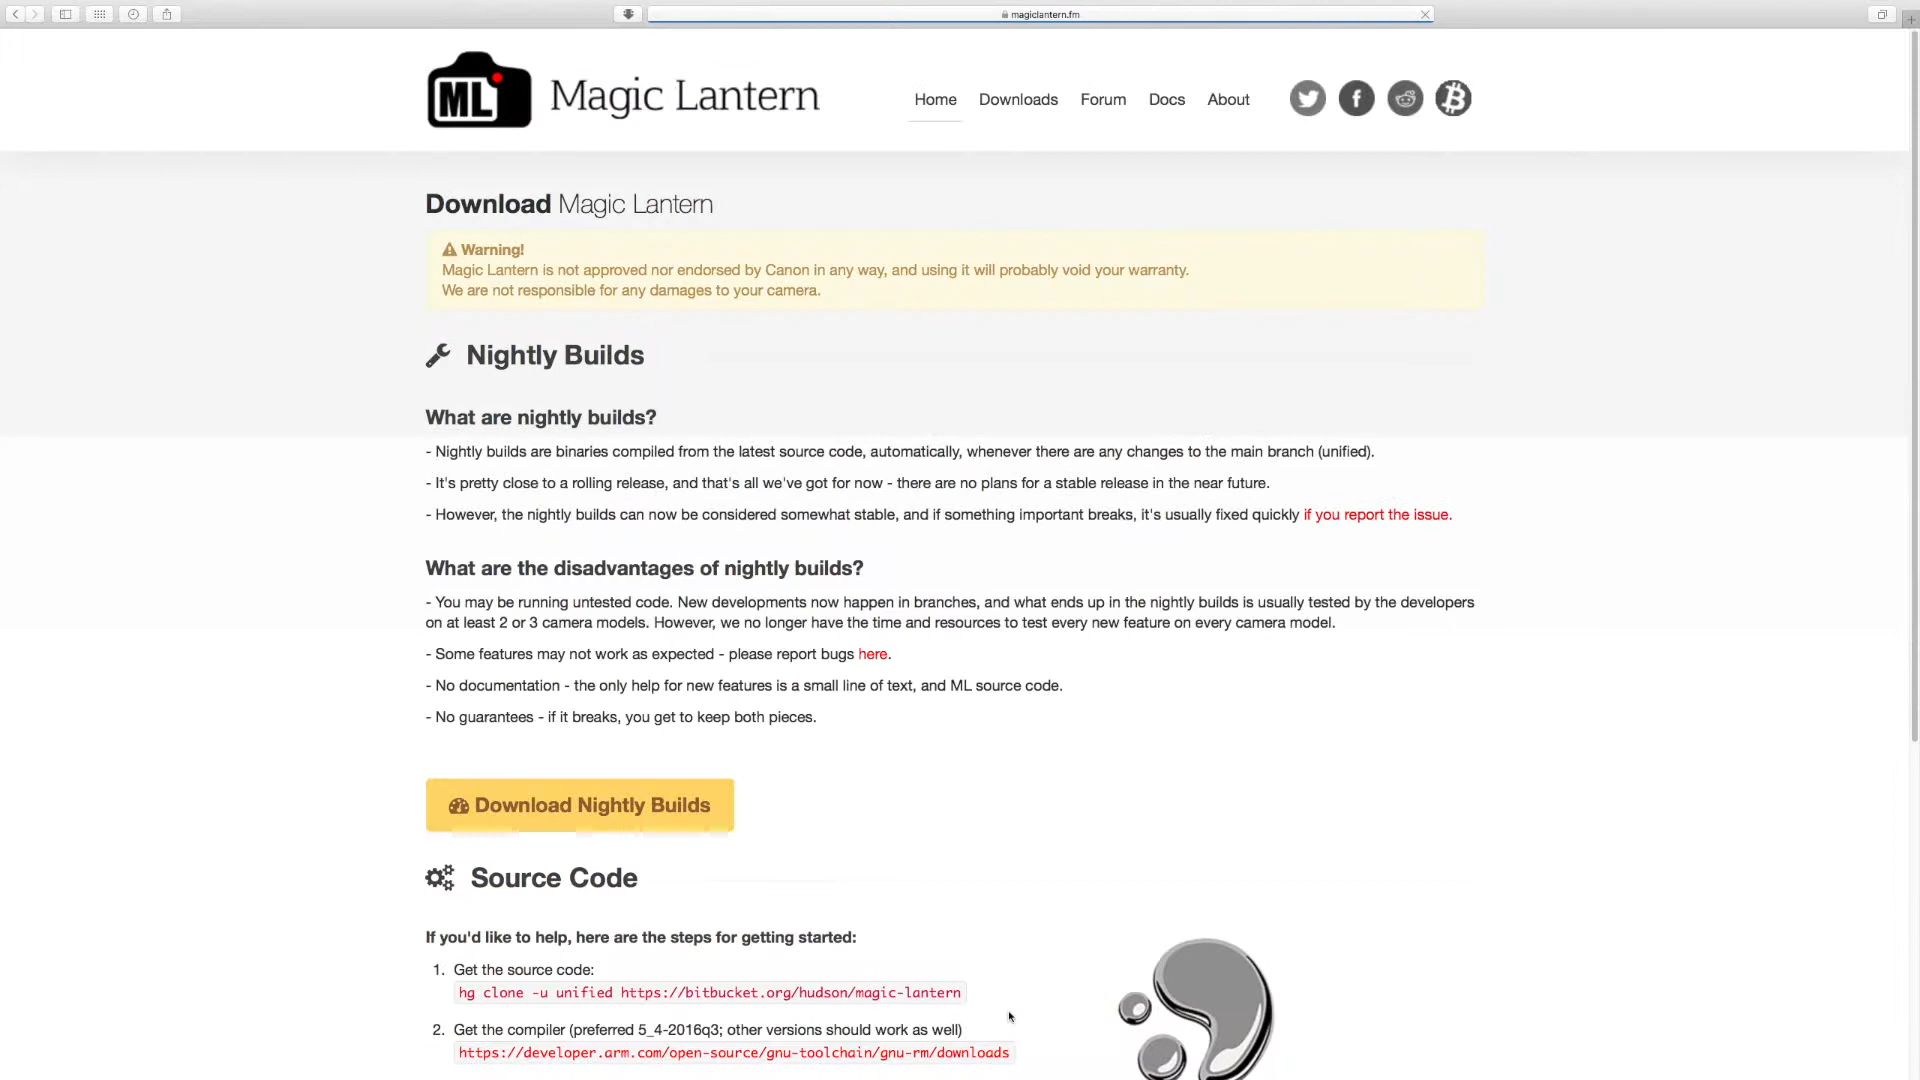 magiclantern.fm
ML
Magic Lantern
Home
Downloads
Forum
Docs
About
Download Magic Lantern
Warning!
Magic Lantern is not approved nor endorsed by Canon in any way, and using it will probably void your warranty.
We are not responsible for any damages to your camera.
Nightly Builds
What are nightly builds?
- Nightly builds are binaries compiled from the latest source code, automatically, whenever there are any changes to the main branch (unified).
- It's pretty close to a rolling release, and that's all we've got for now - there are no plans for a stable release in the near future.
- However, the nightly builds can now be considered somewhat stable, and if something important breaks, it's usually fixed quickly if you report the issue.
What are the disadvantages of nightly builds?
- You may be running untested code. New developments now happen in branches, and what ends up in the nightly builds is usually tested by the developers
on at least 2 or 3 camera models. However, we no longer have the time and resources to test every new feature on every camera model.
- Some features may not work as expected - please report bugs here.
- No documentation - the only help for new features is a small line of text, and ML source code.
- No guarantees - if it breaks, you get to keep both pieces.
Download Nightly Builds
Source Code
If you'd like to help, here are the steps for getting started:
1. Get the source code:
hg clone -u unified https://bitbucket.org/hudson/magic-lantern
2. Get the compiler (preferred 5_4-2016q3; other versions should work as well)
https://developer.arm.com/open-source/gnu-toolchain/gnu-rm/downloads